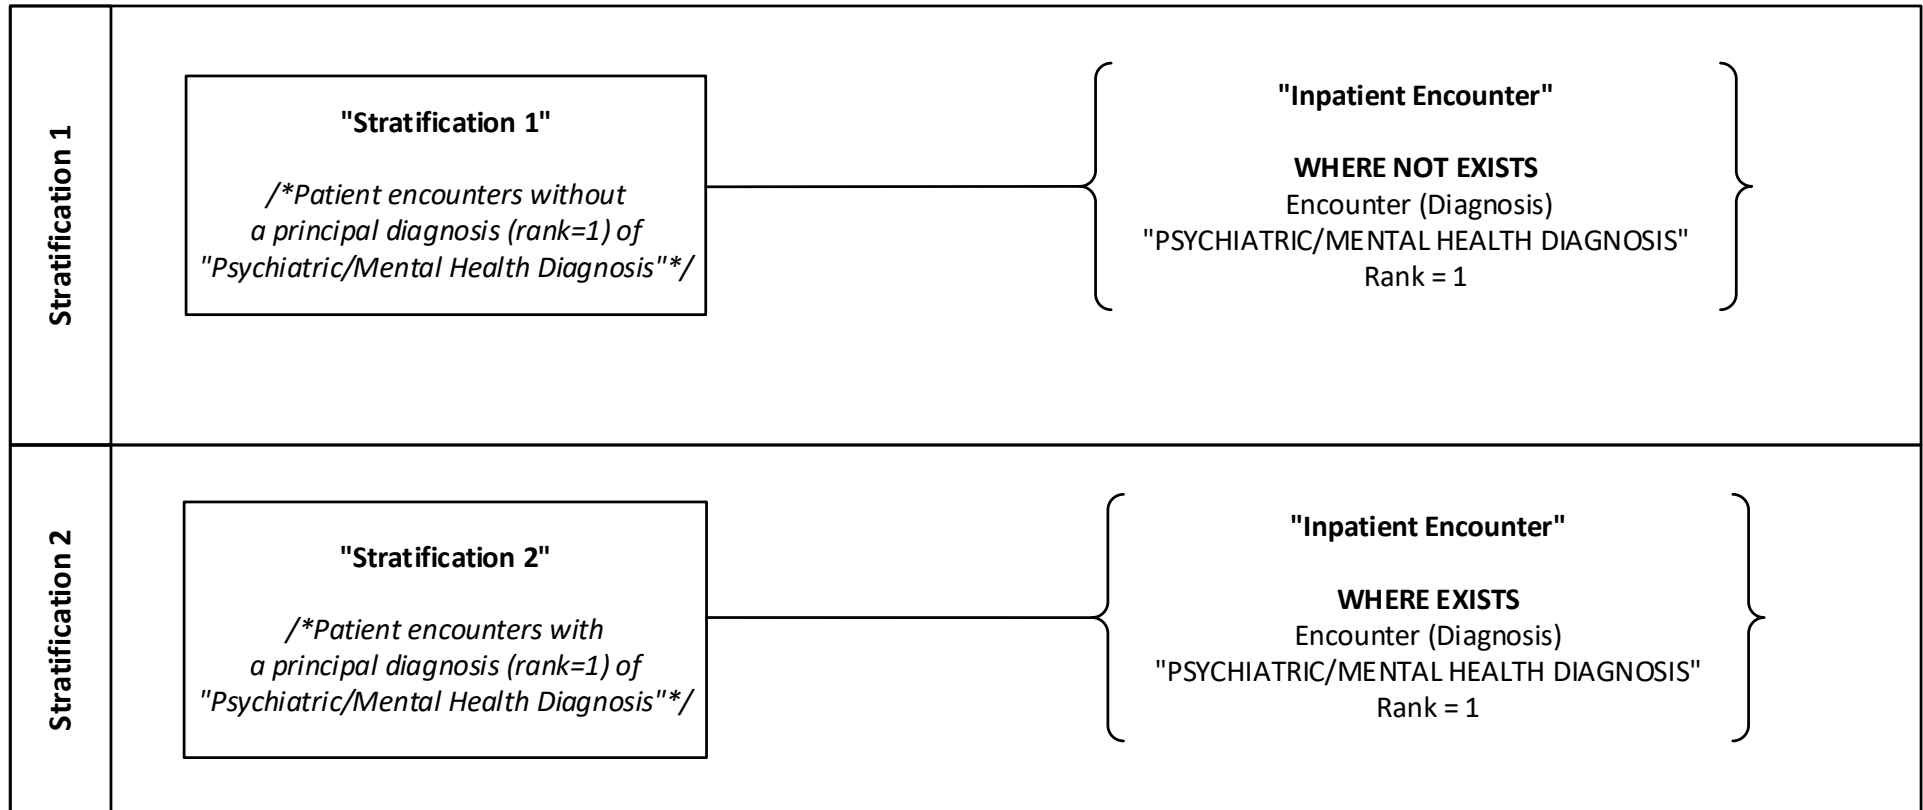 Stratification 1
"Stratification 1"
/*Patient encounters without
a principal diagnosis (rank=1) of
"Psychiatric/Mental Health Diagnosis"*/
"Inpatient Encounter"
WHERE NOT EXISTS
Encounter (Diagnosis)
"PSYCHIATRIC/MENTAL HEALTH DIAGNOSIS"
Rank = 1
Stratification 2
"Stratification 2"
/*Patient encounters with
a principal diagnosis (rank=1) of
"Psychiatric/Mental Health Diagnosis"*/
"Inpatient Encounter"
WHERE EXISTS
Encounter (Diagnosis)
"PSYCHIATRIC/MENTAL HEALTH DIAGNOSIS"
Rank = 1